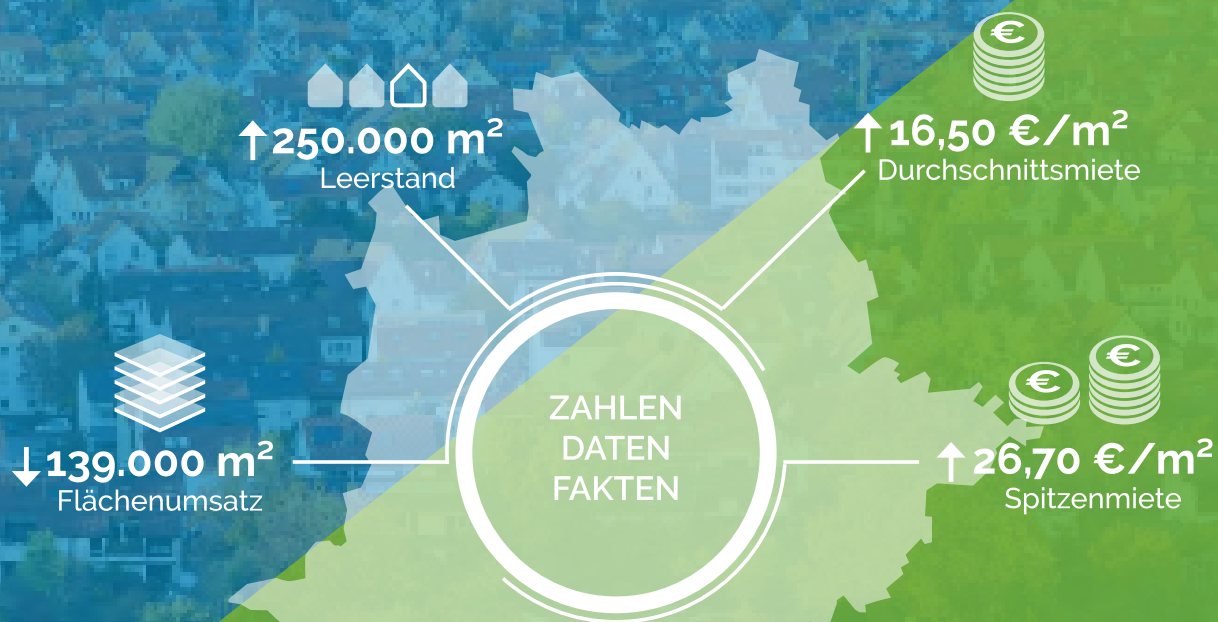 ↑250.000 m²
Leerstand
↑16,50 €/m²
Durchschnittsmiete
↓139.000 m²
Flächenumsatz
ZAHLEN
DATEN
FAKTEN
↑26,70 €/m²
Spitzenmiete